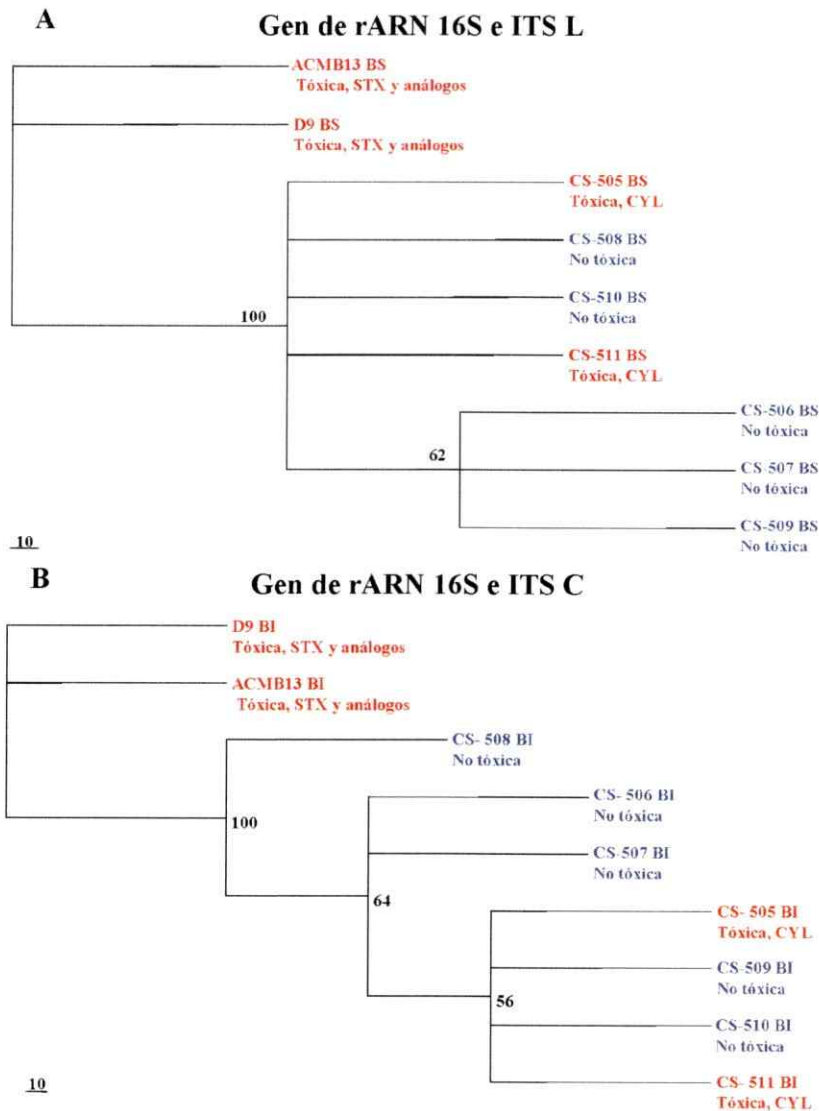 A
Gen de rARN 16S e ITS L
ACMB13 BS
Tóxica, STX y análogos
D9 BS
Tóxica, STX y análogos
CS-505 BS
Tóxica, CYL
CS-508 BS
No tóxica
CS-510 BS
No tóxica
100
CS-511 BS
Tóxica, CYL
CS-506 BS
No tóxica
62
CS-507 BS
No tóxica
CS-509 BS
No tóxica
10
B
Gen de rARN 16S e ITS C
D9 BI
Tóxica, STX y análogos
ACMB13 BI
Tóxica, STX y análogos
CS- 508 BI
No tóxica
CS- 506 BI
No tóxica
100
CS-507 BI
No tóxica
64
CS- 505 BI
Tóxica, CYL
CS-509 BI
No tóxica
56
CS-510 BI
No tóxica
CS- 511 BI
Tóxica, CYL
10